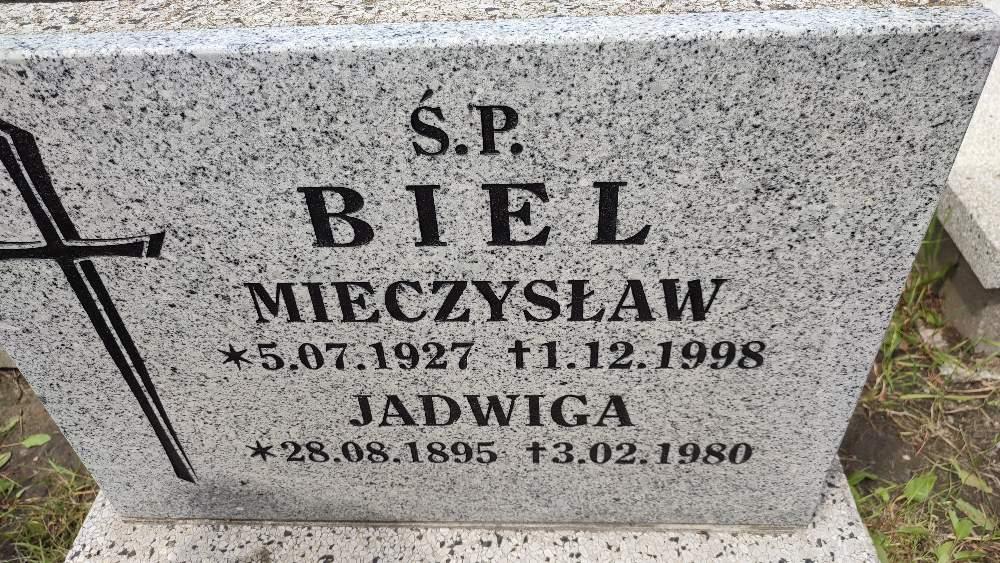 Ś.P.
BIEL
MIECZYSŁAW
*5.07.1927 †1.12.1998
JADWIGA
*28.08.1895 †3.02.1980